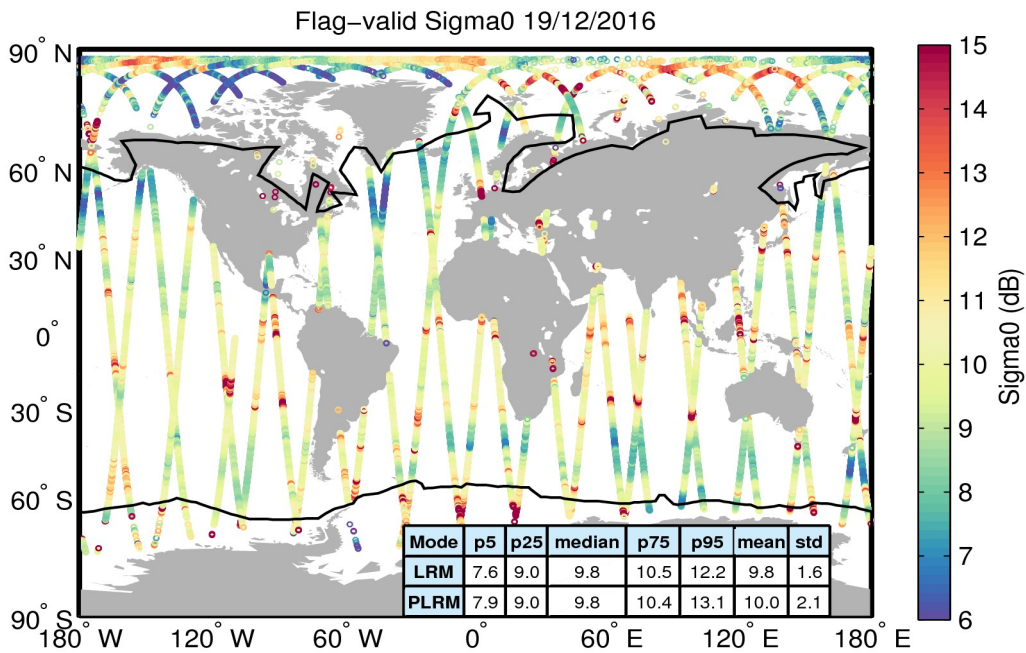 Flag-valid Sigma0 19/12/2016
90° N
60° N
30° N
0°
30° S
60° S
90° S
180° W
120° W
60° W
0°
60° E
120° E
180° E
Mode p5 p25 median p75 p95 mean std
LRM 7.6 9.0 9.8 10.5 12.2 9.8 1.6
PLRM 7.9 9.0 9.8 10.4 13.1 10.0 2.1
15
14
13
12
11
10
9
8
7
6
Sigma0 (dB)